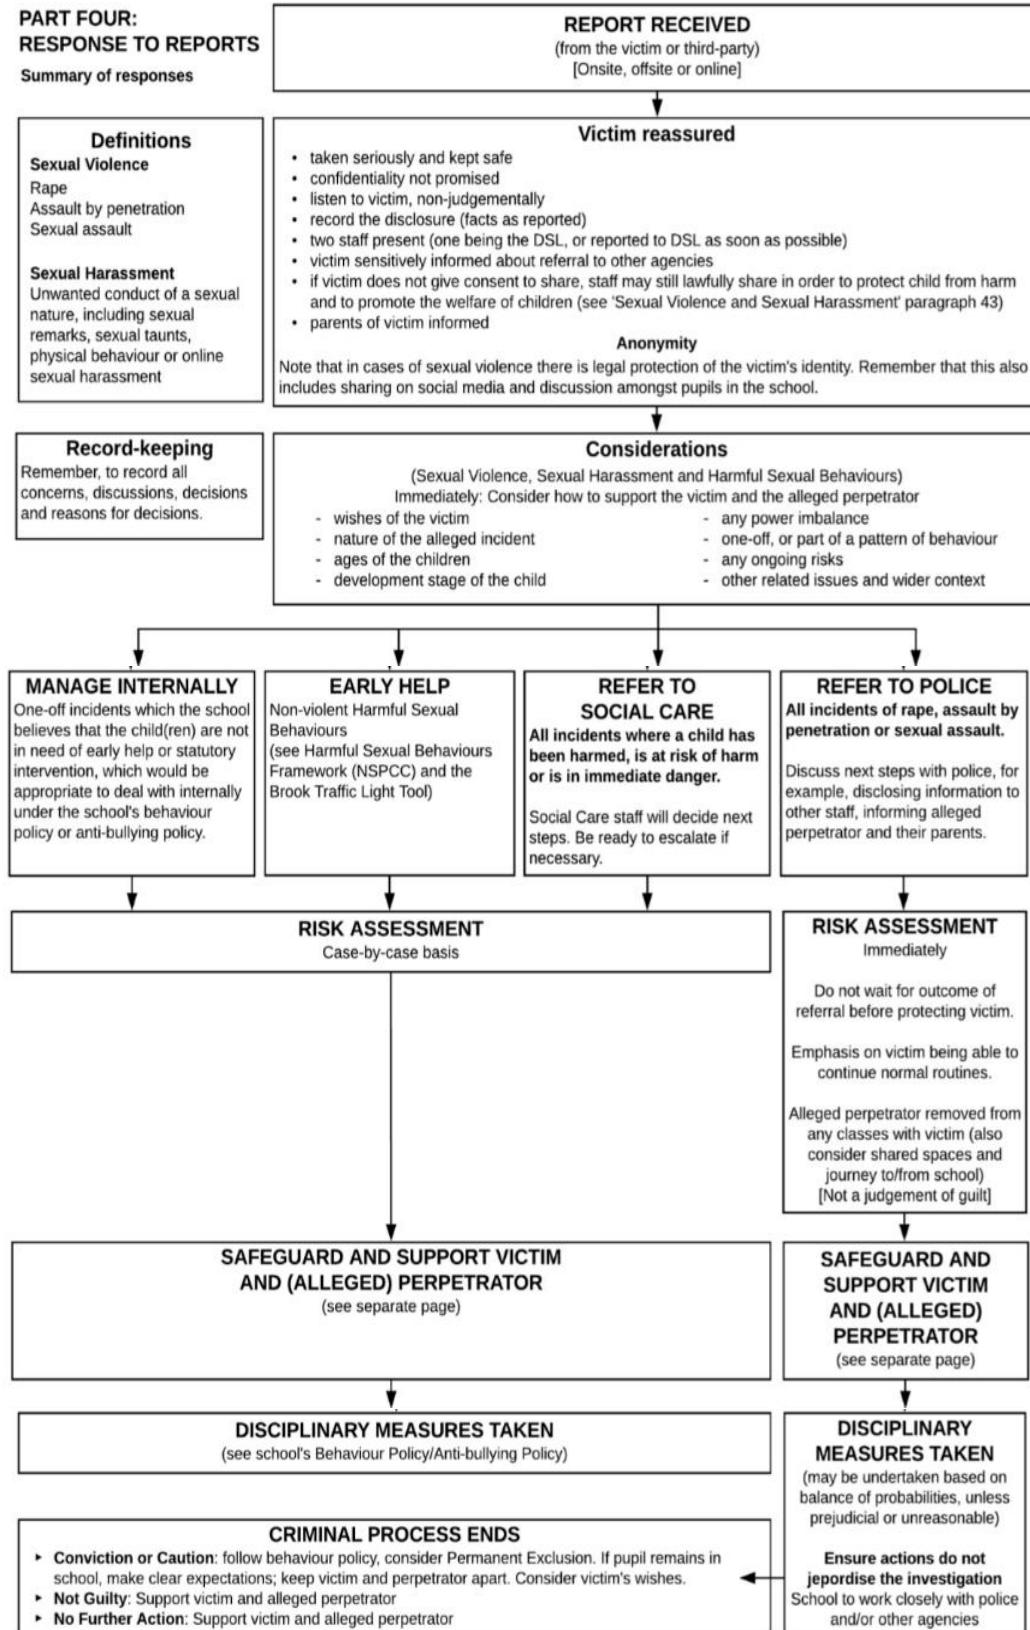 PART FOUR:
RESPONSE TO REPORTS
Summary of responses
REPORT RECEIVED
(from the victim or third-party)
[Onsite, offsite or online]
Definitions
Sexual Violence
Rape
Assault by penetration
Sexual assault
Sexual Harassment
Unwanted conduct of a sexual
nature, including sexual
remarks, sexual taunts,
physical behaviour or online
sexual harassment
Victim reassured
• taken seriously and kept safe
• confidentiality not promised
• listen to victim, non-judgementally
• record the disclosure (facts as reported)
• two staff present (one being the DSL, or reported to DSL as soon as possible)
• victim sensitively informed about referral to other agencies
• if victim does not give consent to share, staff may still lawfully share in order to protect child from harm
and to promote the welfare of children (see 'Sexual Violence and Sexual Harassment' paragraph 43)
• parents of victim informed
Anonymity
Note that in cases of sexual violence there is legal protection of the victim's identity. Remember that this also
includes sharing on social media and discussion amongst pupils in the school.
Record-keeping
Remember, to record all
concerns, discussions, decisions
and reasons for decisions.
Considerations
(Sexual Violence, Sexual Harassment and Harmful Sexual Behaviours)
Immediately: Consider how to support the victim and the alleged perpetrator
- wishes of the victim
- nature of the alleged incident
- ages of the children
- development stage of the child
- any power imbalance
- one-off, or part of a pattern of behaviour
- any ongoing risks
- other related issues and wider context
MANAGE INTERNALLY
One-off incidents which the school
believes that the child(ren) are not
in need of early help or statutory
intervention, which would be
appropriate to deal with internally
under the school's behaviour
policy or anti-bullying policy.
EARLY HELP
Non-violent Harmful Sexual
Behaviours
(see Harmful Sexual Behaviours
Framework (NSPCC) and the
Brook Traffic Light Tool)
REFER TO
SOCIAL CARE
All incidents where a child has
been harmed, is at risk of harm
or is in immediate danger.
Social Care staff will decide next
steps. Be ready to escalate if
necessary.
REFER TO POLICE
All incidents of rape, assault by
penetration or sexual assault.
Discuss next steps with police, for
example, disclosing information to
other staff, informing alleged
perpetrator and their parents.
RISK ASSESSMENT
Case-by-case basis
RISK ASSESSMENT
Immediately
Do not wait for outcome of
referral before protecting victim.
Emphasis on victim being able to
continue normal routines.
Alleged perpetrator removed from
any classes with victim (also
consider shared spaces and
journey to/from school)
[Not a judgement of guilt]
SAFEGUARD AND SUPPORT VICTIM
AND (ALLEGED) PERPETRATOR
(see separate page)
SAFEGUARD AND
SUPPORT VICTIM
AND (ALLEGED)
PERPETRATOR
(see separate page)
DISCIPLINARY MEASURES TAKEN
(see school's Behaviour Policy/Anti-bullying Policy)
DISCIPLINARY
MEASURES TAKEN
(may be undertaken based on
balance of probabilities, unless
prejudicial or unreasonable)
Ensure actions do not
jepordise the investigation
School to work closely with police
and/or other agencies
CRIMINAL PROCESS ENDS
▸ Conviction or Caution: follow behaviour policy, consider Permanent Exclusion. If pupil remains in
school, make clear expectations; keep victim and perpetrator apart. Consider victim's wishes.
▸ Not Guilty: Support victim and alleged perpetrator
▸ No Further Action: Support victim and alleged perpetrator